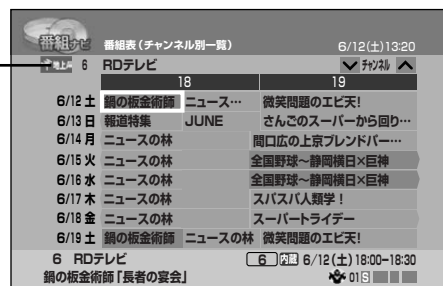 番組ナビ 番組表(チャンネル別一覧) 6/12(土)13:20
地上A 6 RDテレビ チャンネル
18 19
6/12 土 鍋の板金術師 ニュース… 微笑問題のエビ天!
6/13 日 報道特集 JUNE さんごのスーパーから回り…
6/14 月 ニュースの林 間口広の上京ブレンドバー…
6/15 火 ニュースの林 全国野球～静岡横日×巨神
6/16 水 ニュースの林 全国野球～静岡横日×巨神
6/17 木 ニュースの林 スパスパ人類学!
6/18 金 ニュースの林 スーパートライデー
6/19 土 鍋の板金術師 ニュースの林 微笑問題のエビ天!
6 RDテレビ 6 内蔵 6/12(土)18:00-18:30
鍋の板金術師「長者の宴会」 01 S